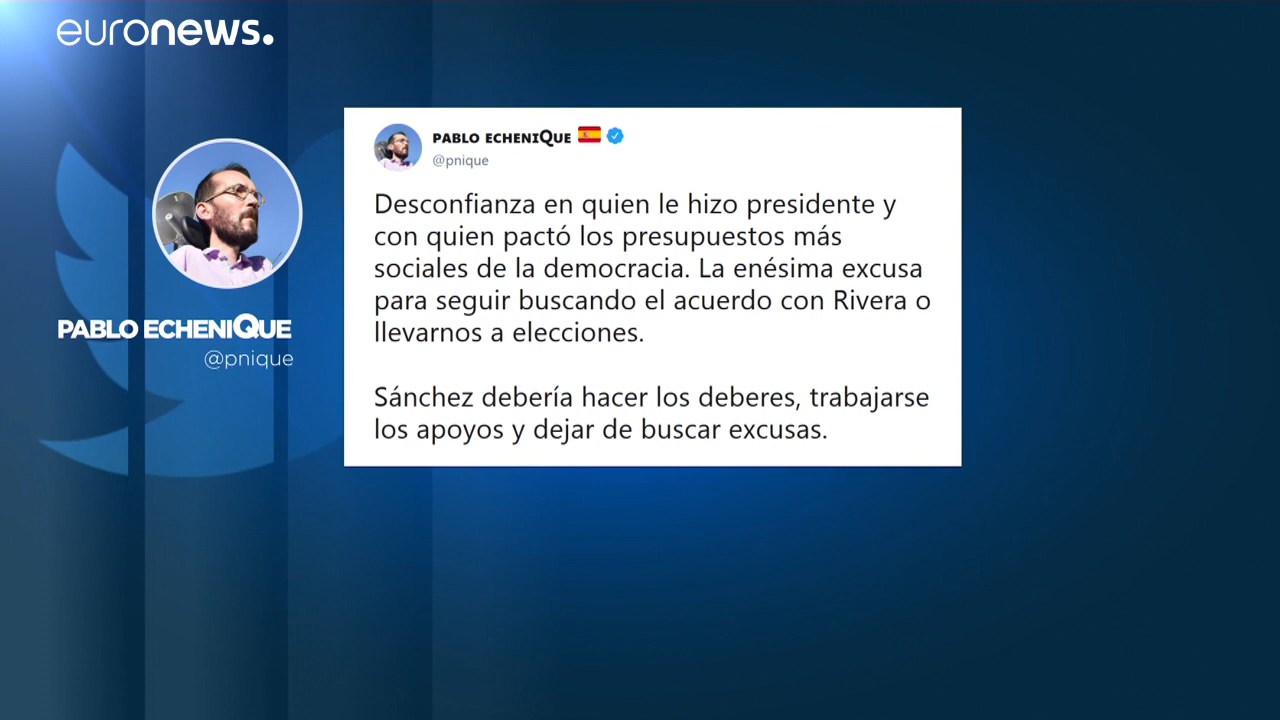 euronews.
PABLO ECHENIQUE
@pnique
PABLO ECHENIQUE
@pnique
Desconfianza en quien le hizo presidente y
con quien pactó los presupuestos más
sociales de la democracia. La enésima excusa
para seguir buscando el acuerdo con Rivera o
llevarnos a elecciones.
Sánchez debería hacer los deberes, trabajarse
los apoyos y dejar de buscar excusas.